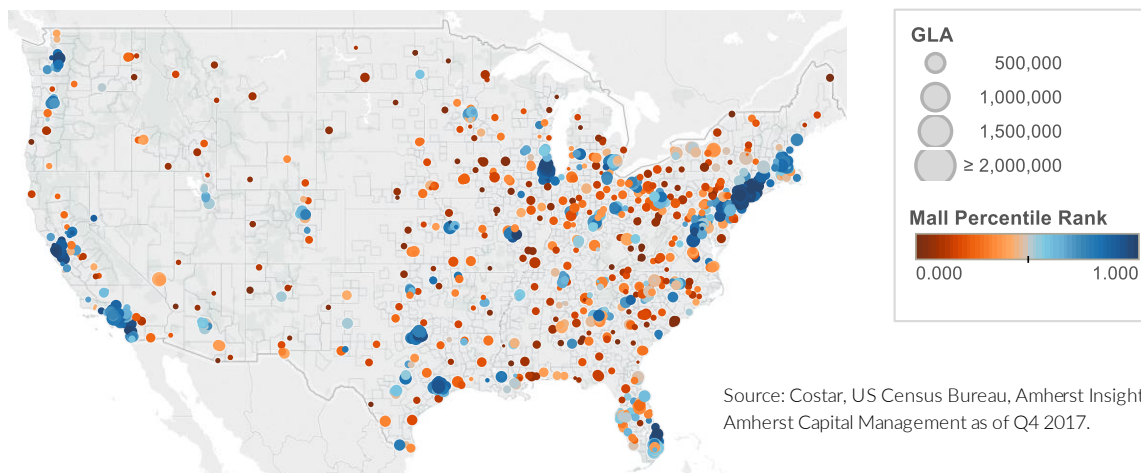 GLA
500,000
1,000,000
1,500,000
≥ 2,000,000
Mall Percentile Rank
0.000 1.000
Source: Costar, US Census Bureau, Amherst Insight
Amherst Capital Management as of Q4 2017.